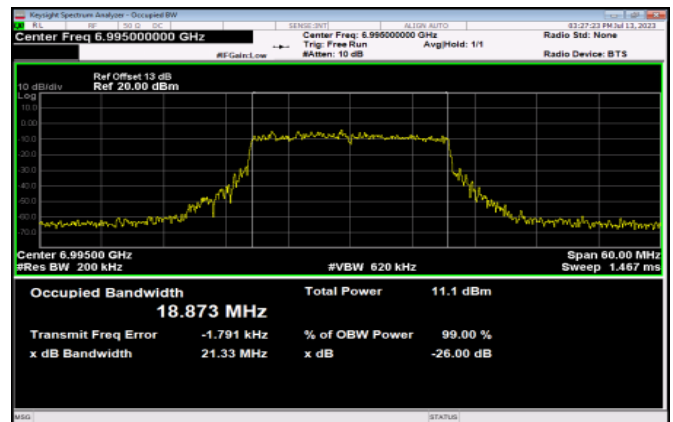 Keysight Spectrum Analyzer - Occupied BW
RL RF 50 Ω DC SENSE:INT ALIGN AUTO 03:27:23 PM Jul 13, 2023
Center Freq 6.995000000 GHz Center Freq: 6.995000000 GHz Radio Std: None
Trig: Free Run Avg|Hold: 1/1
#IFGain:Low #Atten: 10 dB Radio Device: BTS
Ref Offset 13 dB
10 dB/div Ref 20.00 dBm
Log
10.0
0.00
-10.0
-20.0
-30.0
-40.0
-50.0
-60.0
-70.0
Center 6.99500 GHz Span 60.00 MHz
#Res BW 200 kHz #VBW 620 kHz Sweep 1.467 ms
Occupied Bandwidth Total Power 11.1 dBm
18.873 MHz
Transmit Freq Error -1.791 kHz % of OBW Power 99.00 %
x dB Bandwidth 21.33 MHz x dB -26.00 dB
MSG STATUS